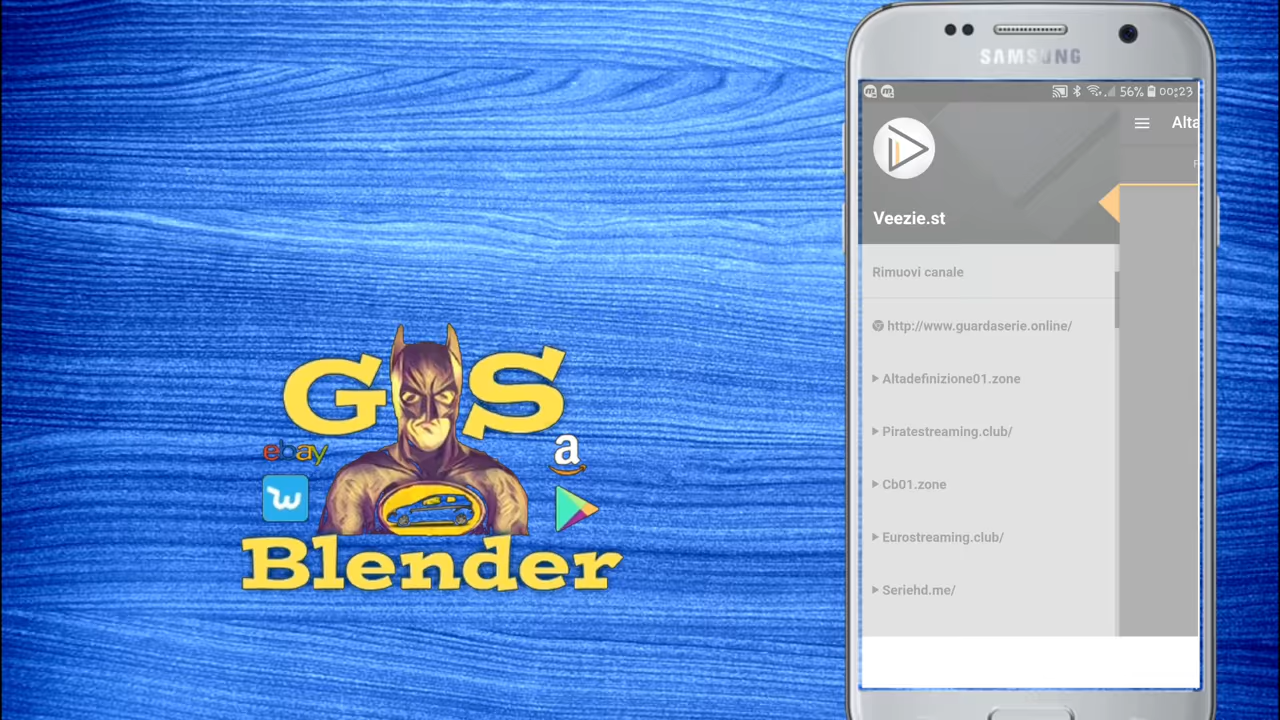 G S
ebay
a
w
Blender
SAMSUNG
56% 00:23
Alta
Veezie.st
Rimuovi canale
http://www.guardaserie.online/
Altadefinizione01.zone
Piratestreaming.club/
Cb01.zone
Eurostreaming.club/
Seriehd.me/